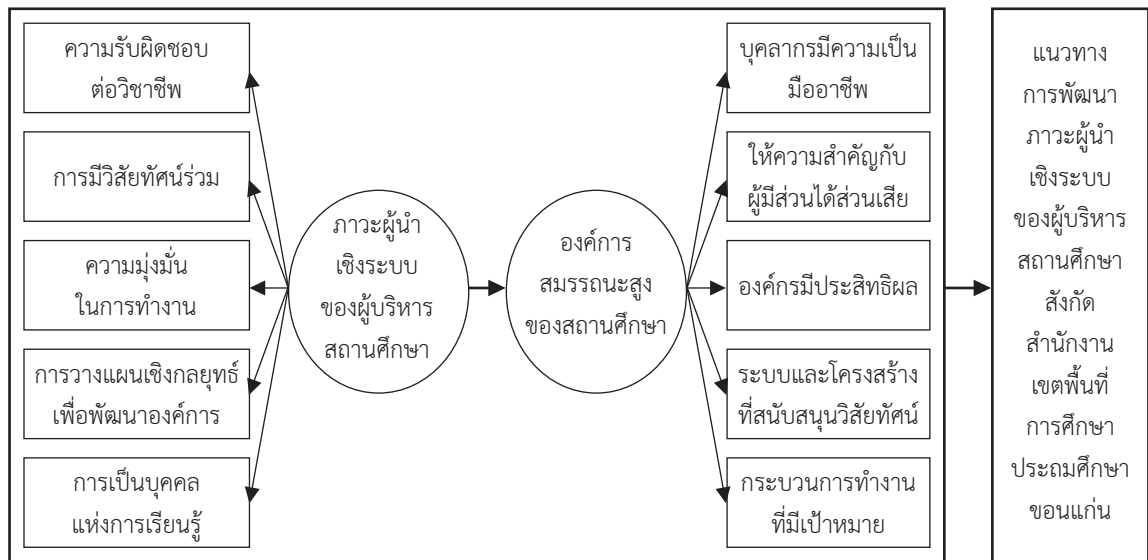 ความรับผิดชอบ
ต่อวิชาชีพ
การมีวิสัยทัศน์ร่วม
ความมุ่งมั่น
ในการทำงาน
การวางแผนเชิงกลยุทธ์
เพื่อพัฒนาองค์การ
การเป็นบุคคล
แห่งการเรียนรู้
ภาวะผู้นำ
เชิงระบบ
ของผู้บริหาร
สถานศึกษา
องค์การ
สมรรถนะสูง
ของสถานศึกษา
บุคลากรมีความเป็น
มืออาชีพ
ให้ความสำคัญกับ
ผู้มีส่วนได้ส่วนเสีย
องค์กรมีประสิทธิผล
ระบบและโครงสร้าง
ที่สนับสนุนวิสัยทัศน์
กระบวนการทำงาน
ที่มีเป้าหมาย
แนวทาง
การพัฒนา
ภาวะผู้นำ
เชิงระบบ
ของผู้บริหาร
สถานศึกษา
สังกัด
สำนักงาน
เขตพื้นที่
การศึกษา
ประถมศึกษา
ขอนแก่น